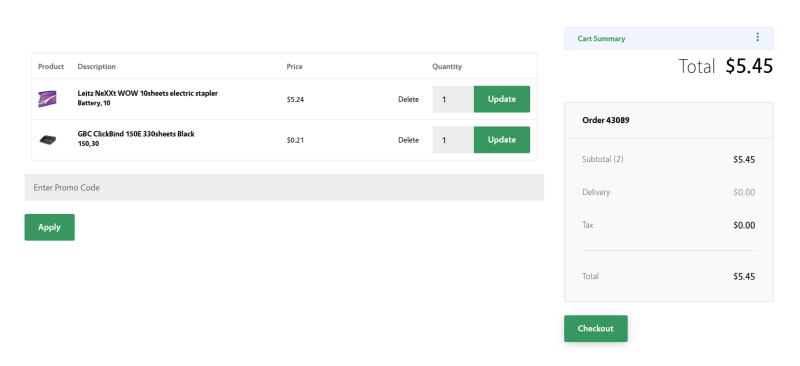 Cart Summary
Total $5.45
Product Description Price Quantity
Leitz NeXXt WOW 10sheets electric stapler
Battery, 10
$5.24 Delete 1 Update
GBC ClickBind 150E 330sheets Black
150, 30
$0.21 Delete 1 Update
Enter Promo Code
Apply
Order 43089
Subtotal (2) $5.45
Delivery $0.00
Tax $0.00
Total $5.45
Checkout